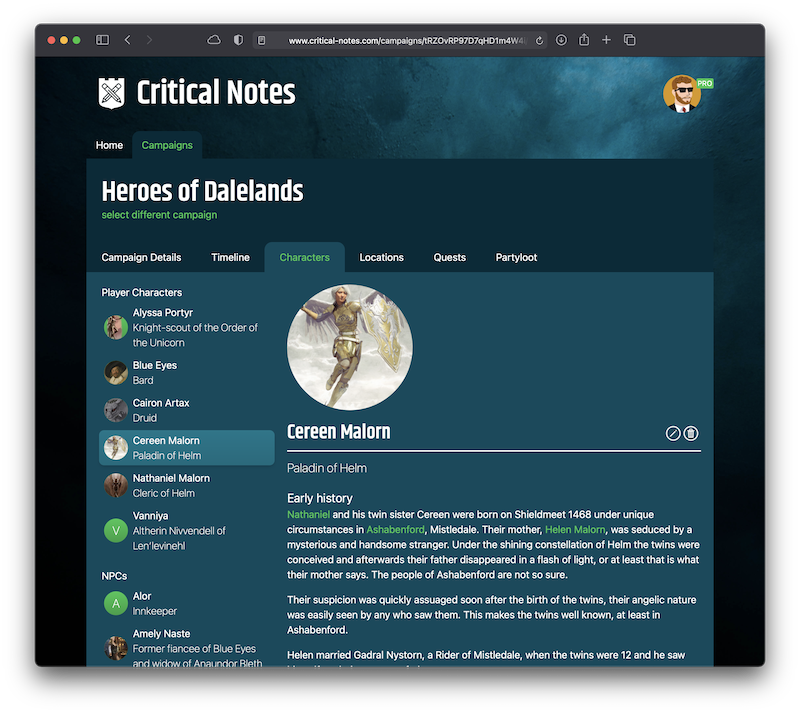 www.critical-notes.com/campaigns/tRZOvRP97D7qHD1m4W4
Critical Notes
PRO
Home
Campaigns
Heroes of Dalelands
select different campaign
Campaign Details
Timeline
Characters
Locations
Quests
Partyloot
Player Characters
Alyssa Portyr
Knight-scout of the Order of
the Unicorn
Blue Eyes
Bard
Cairon Artax
Druid
Cereen Malorn
Paladin of Helm
Nathaniel Malorn
Cleric of Helm
V
Vanniya
Altherin Nivvendell of
Len'levinehl
NPCs
A
Alor
Innkeeper
Amely Naste
Former fiancee of Blue Eyes
and widow of Anaundor Bleth
Cereen Malorn
Paladin of Helm
Early history
Nathaniel and his twin sister Cereen were born on Shieldmeet 1468 under unique
circumstances in Ashabenford, Mistledale. Their mother, Helen Malorn, was seduced by a
mysterious and handsome stranger. Under the shining constellation of Helm the twins were
conceived and afterwards their father disappeared in a flash of light, or at least that is what
their mother says. The people of Ashabenford are not so sure.
Their suspicion was quickly assuaged soon after the birth of the twins, their angelic nature
was easily seen by any who saw them. This makes the twins well known, at least in
Ashabenford.
Helen married Gadral Nystorn, a Rider of Mistledale, when the twins were 12 and he saw